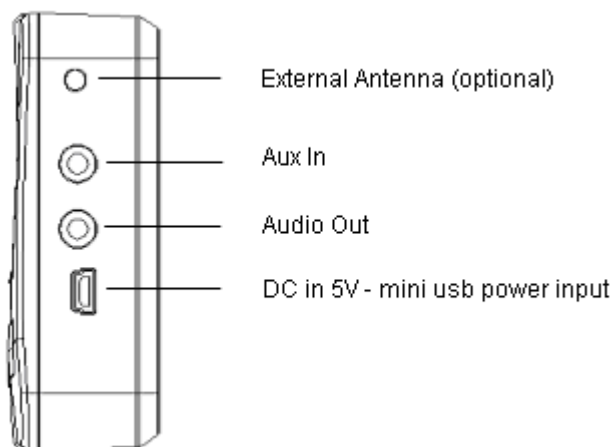 External Antenna (optional)
Aux In
Audio Out
DC in 5V - mini usb power input